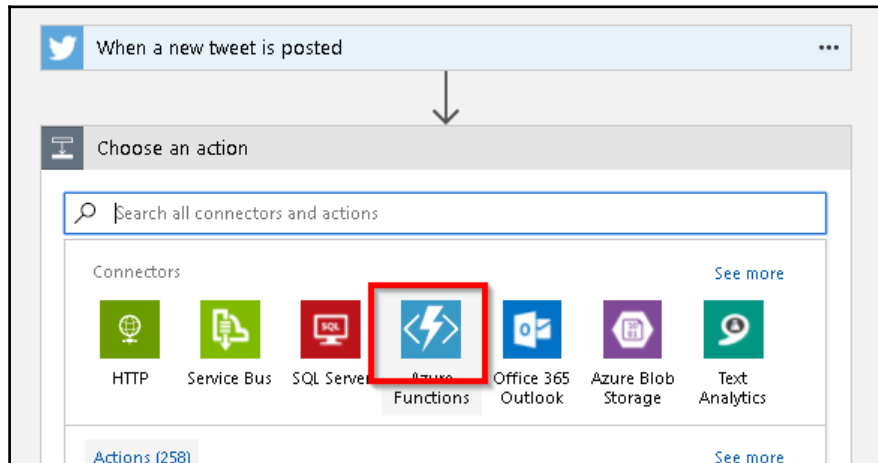 When a new tweet is posted
Choose an action
Search all connectors and actions
Connectors See more
SQL
HTTP Service Bus SQL Server Azure Functions Office 365 Outlook Azure Blob Storage Text Analytics
Actions (258) See more